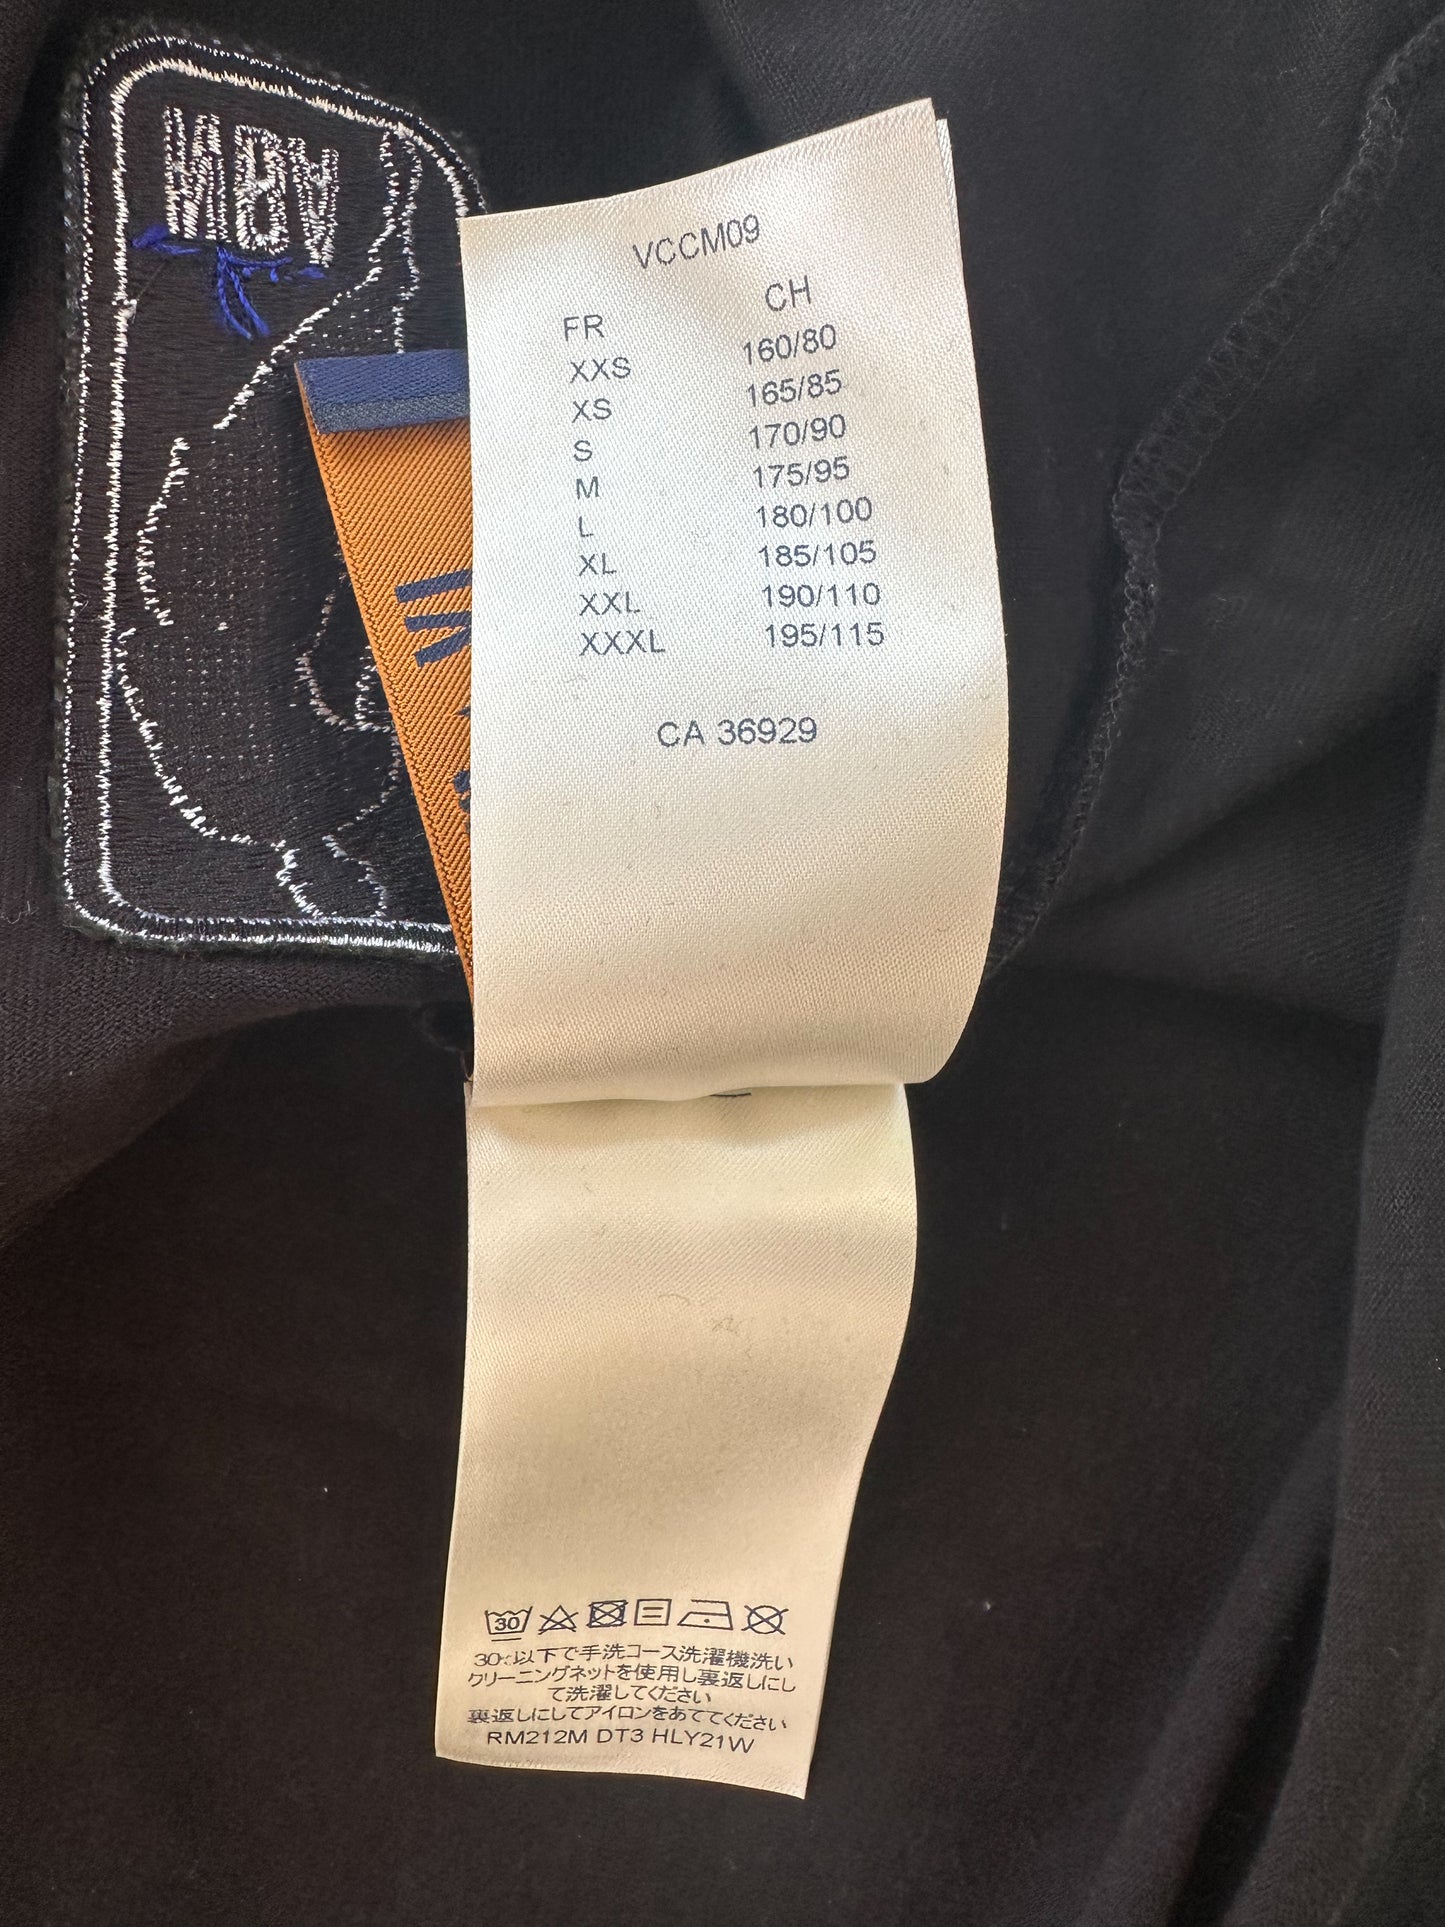 VCCM09
FR CH
XXS 160/80
XS 165/85
S 170/90
M 175/95
L 180/100
XL 185/105
XXL 190/110
XXXL 195/115
CA 36929
30
30℃以下で手洗コース洗濯機洗い
クリーニングネットを使用し裏返しにし
て洗濯してください
裏返しにしてアイロンをあててください
RM212M DT3 HLY21W